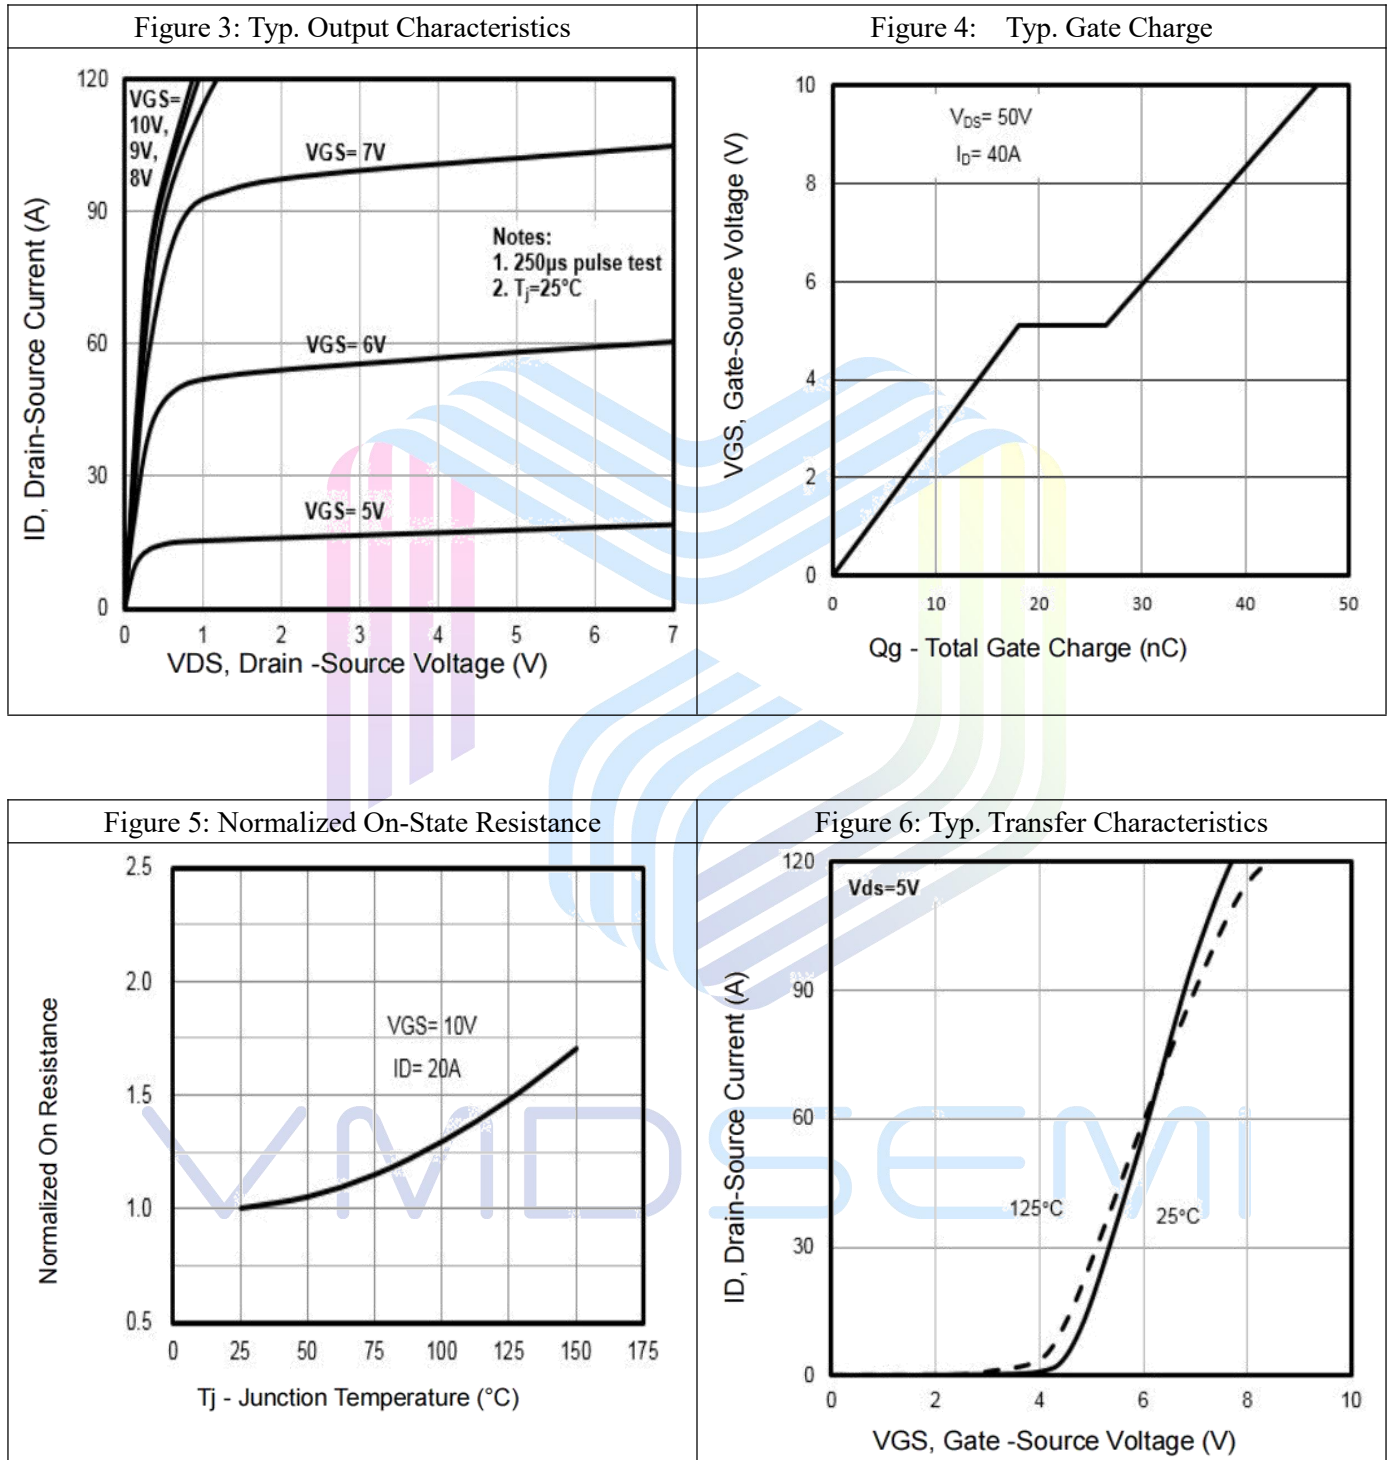 Figure 3: Typ. Output Characteristics
120
90
60
30
0
ID, Drain-Source Current (A)
VGS=
10V,
9V,
8V
VGS= 7V
Notes:
1. 250µs pulse test
2. Tj=25°C
VGS= 6V
VGS= 5V
0 1 2 3 4 5 6 7
VDS, Drain -Source Voltage (V)
Figure 4: Typ. Gate Charge
10
8
6
4
2
0
VGS, Gate-Source Voltage (V)
VDS= 50V
ID= 40A
0 10 20 30 40 50
Qg - Total Gate Charge (nC)
Figure 5: Normalized On-State Resistance
2.5
2.0
1.5
1.0
0.5
Normalized On Resistance
VGS= 10V
ID= 20A
0 25 50 75 100 125 150 175
Tj - Junction Temperature (°C)
Figure 6: Typ. Transfer Characteristics
120
90
60
30
0
ID, Drain-Source Current (A)
Vds=5V
125°C
25°C
0 2 4 6 8 10
VGS, Gate -Source Voltage (V)
VMDSEMI